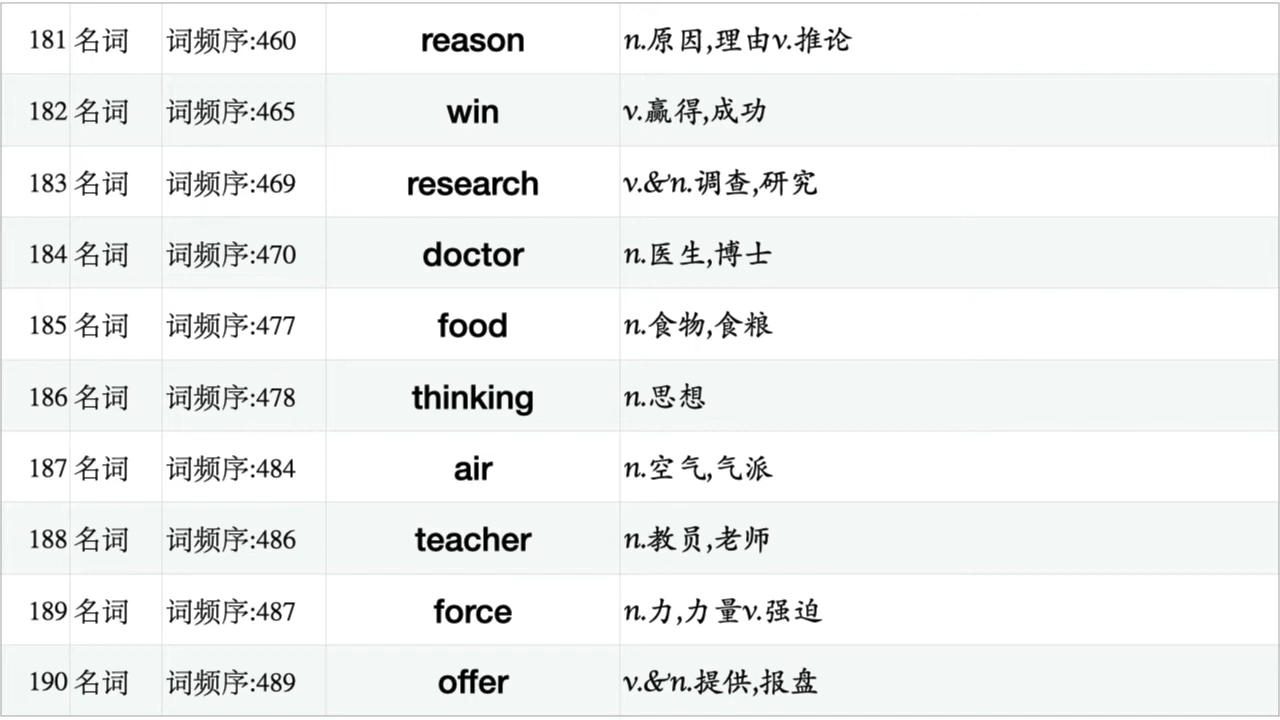 181 名词 词频序:460 reason n.原因,理由v.推论
182 名词 词频序:465 win v.赢得,成功
183 名词 词频序:469 research v.&n.调查,研究
184 名词 词频序:470 doctor n.医生,博士
185 名词 词频序:477 food n.食物,食粮
186 名词 词频序:478 thinking n.思想
187 名词 词频序:484 air n.空气,气派
188 名词 词频序:486 teacher n.教员,老师
189 名词 词频序:487 force n.力,力量v.强迫
190 名词 词频序:489 offer v.&n.提供,报盘